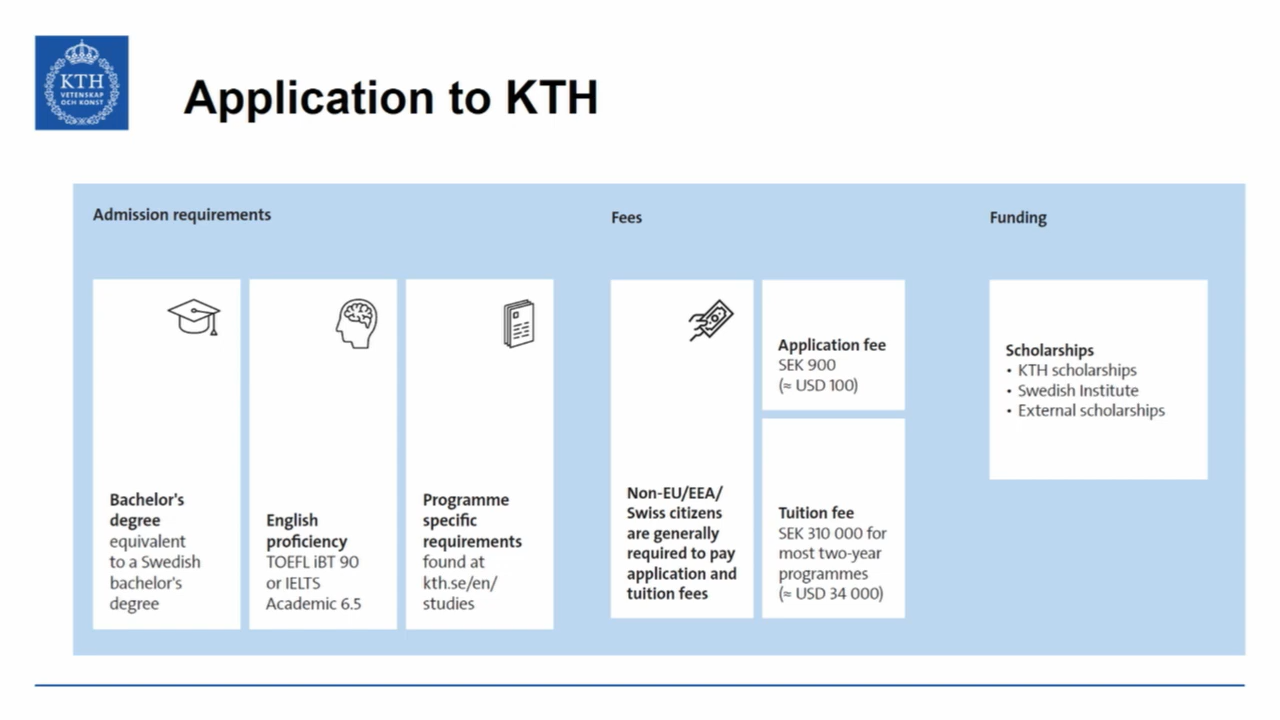 KTH
VETENSKAP
OCH KONST
Application to KTH
Admission requirements
Bachelor's
degree
equivalent
to a Swedish
bachelor's
degree
English
proficiency
TOEFL iBT 90
or IELTS
Academic 6.5
Programme
specific
requirements
found at
kth.se/en/
studies
Fees
Non-EU/EEA/
Swiss citizens
are generally
required to pay
application and
tuition fees
Application fee
SEK 900
(≈ USD 100)
Tuition fee
SEK 310 000 for
most two-year
programmes
(≈ USD 34 000)
Funding
Scholarships
• KTH scholarships
• Swedish Institute
• External scholarships